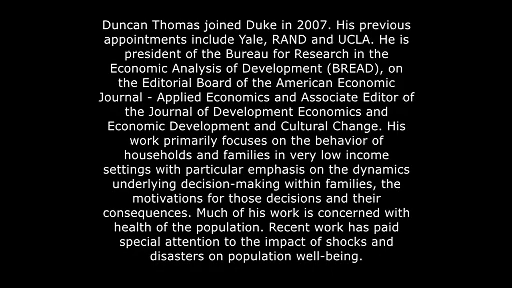 Duncan Thomas joined Duke in 2007. His previous
appointments include Yale, RAND and UCLA. He is
president of the Bureau for Research in the
Economic Analysis of Development (BREAD), on
the Editorial Board of the American Economic
Journal - Applied Economics and Associate Editor of
the Journal of Development Economics and
Economic Development and Cultural Change. His
work primarily focuses on the behavior of
households and families in very low income
settings with particular emphasis on the dynamics
underlying decision-making within families, the
motivations for those decisions and their
consequences. Much of his work is concerned with
health of the population. Recent work has paid
special attention to the impact of shocks and
disasters on population well-being.